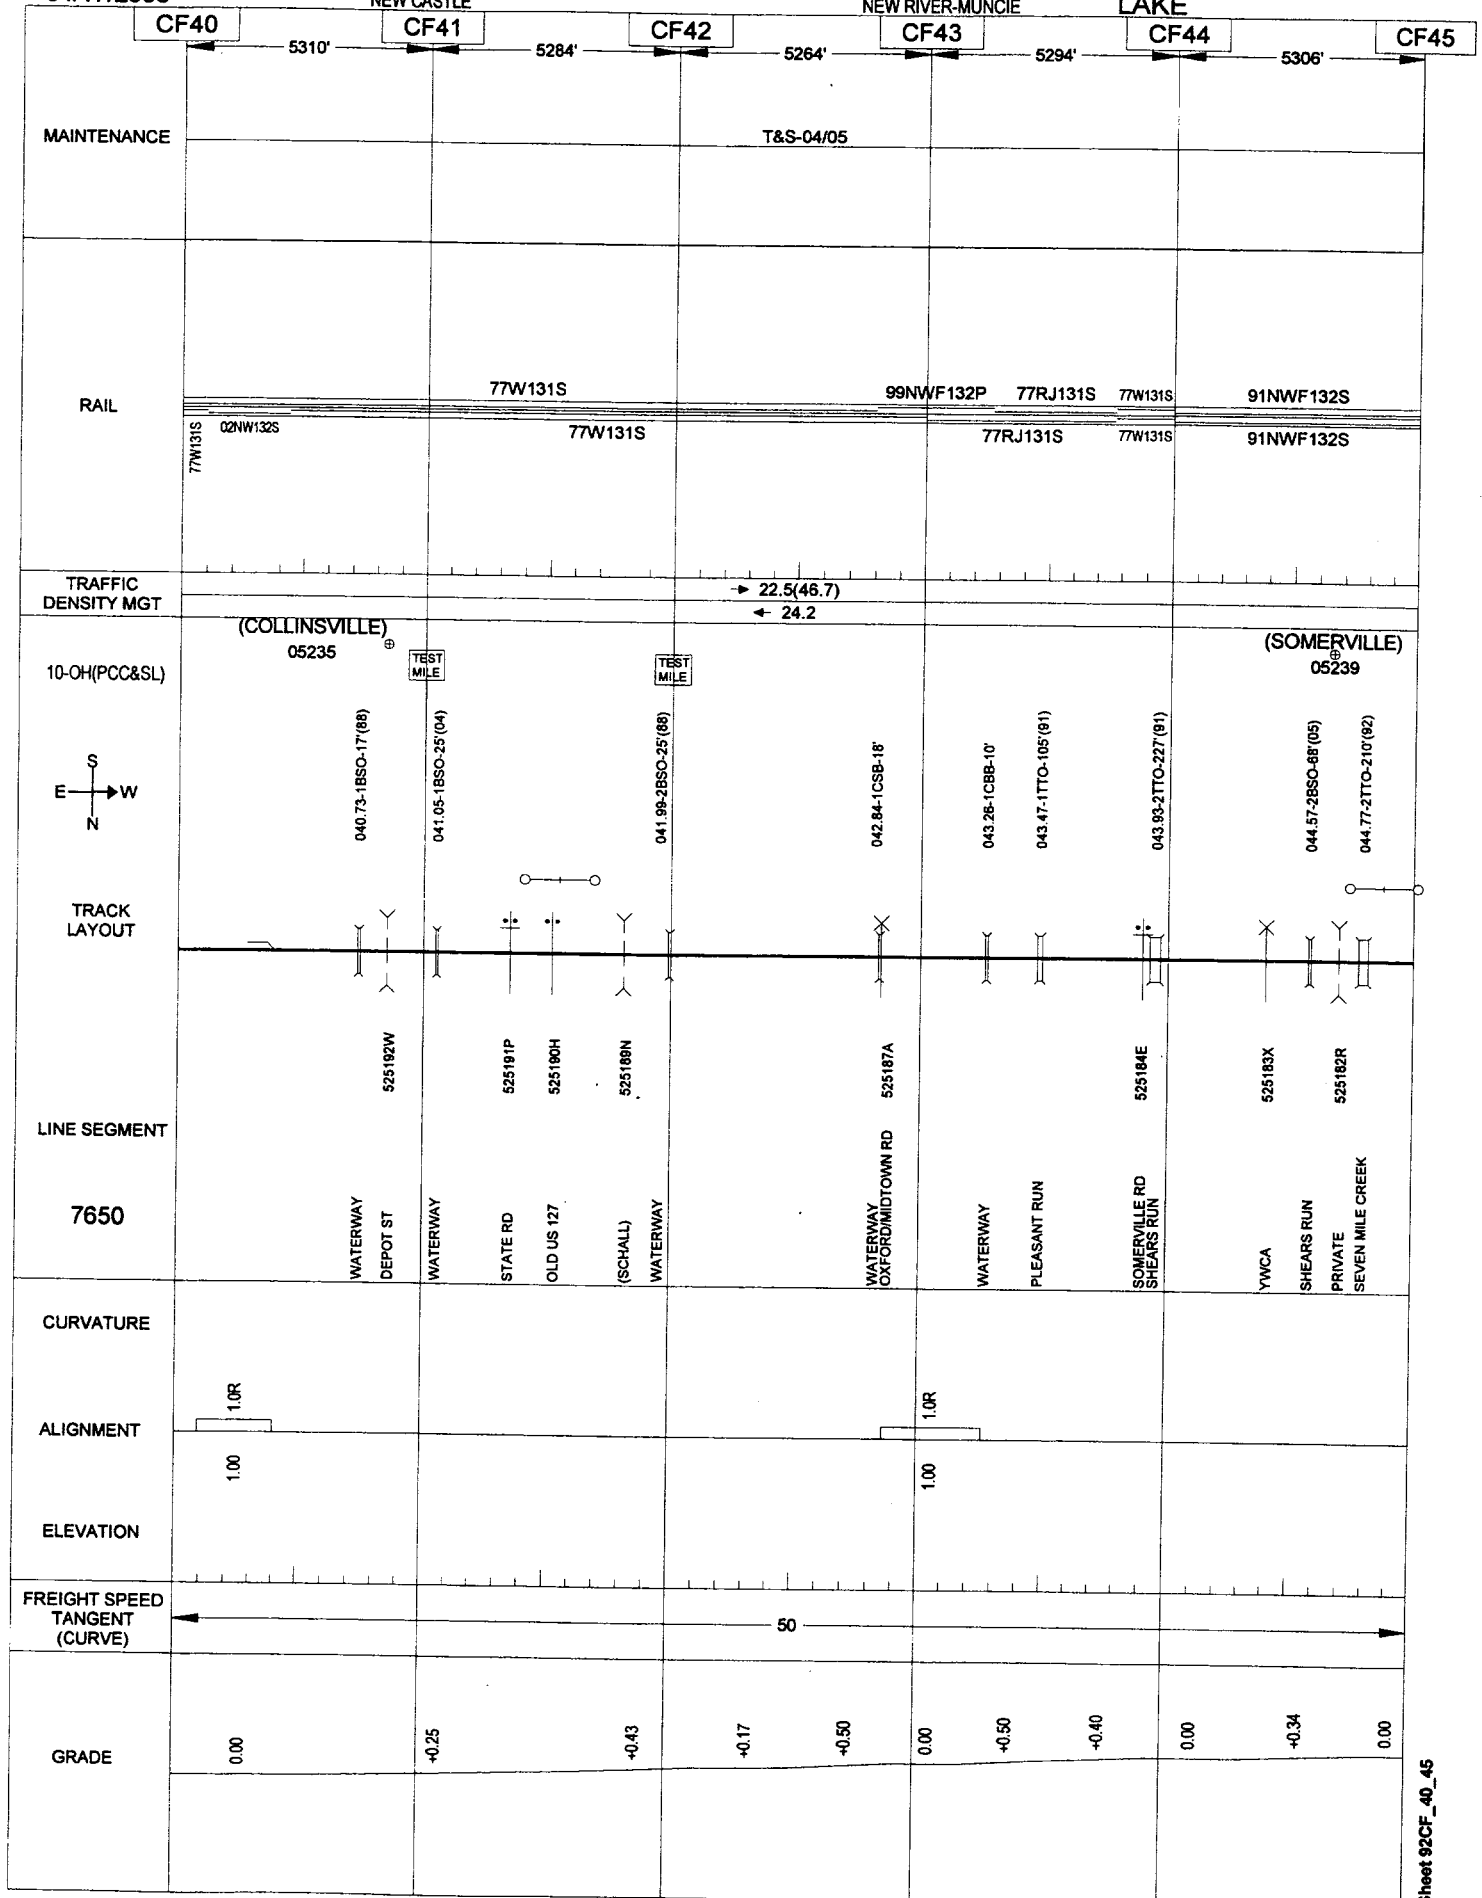 NEW CASTLE
NEW RIVER-MUNCIE
LAKE
CF40
CF41
CF42
CF43
CF44
CF45
5310'
5284'
5264'
5294'
5306'
MAINTENANCE
T&S-04/05
RAIL
77W131S
99NWF132P
77RJ131S
77W131S
91NWF132S
77W131S
02NW132S
77W131S
77RJ131S
77W131S
91NWF132S
TRAFFIC
DENSITY MGT
22.5(46.7)
24.2
(COLLINSVILLE)
05235
(SOMERVILLE)
05239
10-OH(PCC&SL)
TEST
MILE
TEST
MILE
S
E
W
N
040.73-1BSO-17'(88)
041.05-1BSO-25'(04)
041.99-2BSO-25'(88)
042.84-1CSB-18'
043.26-1CBB-10'
043.47-1TTO-105'(91)
043.93-2TTO-227'(91)
044.57-2BSO-68'(05)
044.77-2TTO-210'(92)
TRACK
LAYOUT
525192W
525191P
525190H
525189N
525187A
525184E
525183X
525182R
LINE SEGMENT
7650
WATERWAY
DEPOT ST
WATERWAY
STATE RD
OLD US 127
(SCHALL)
WATERWAY
WATERWAY
OXFORD/MIDTOWN RD
WATERWAY
PLEASANT RUN
SOMERVILLE RD
SHEARS RUN
YWCA
SHEARS RUN
PRIVATE
SEVEN MILE CREEK
CURVATURE
ALIGNMENT
1.0R
1.00
1.0R
1.00
ELEVATION
FREIGHT SPEED
TANGENT
(CURVE)
50
GRADE
0.00
+0.25
+0.43
+0.17
+0.50
0.00
+0.50
+0.40
0.00
+0.34
0.00
Sheet 92CF_40_45